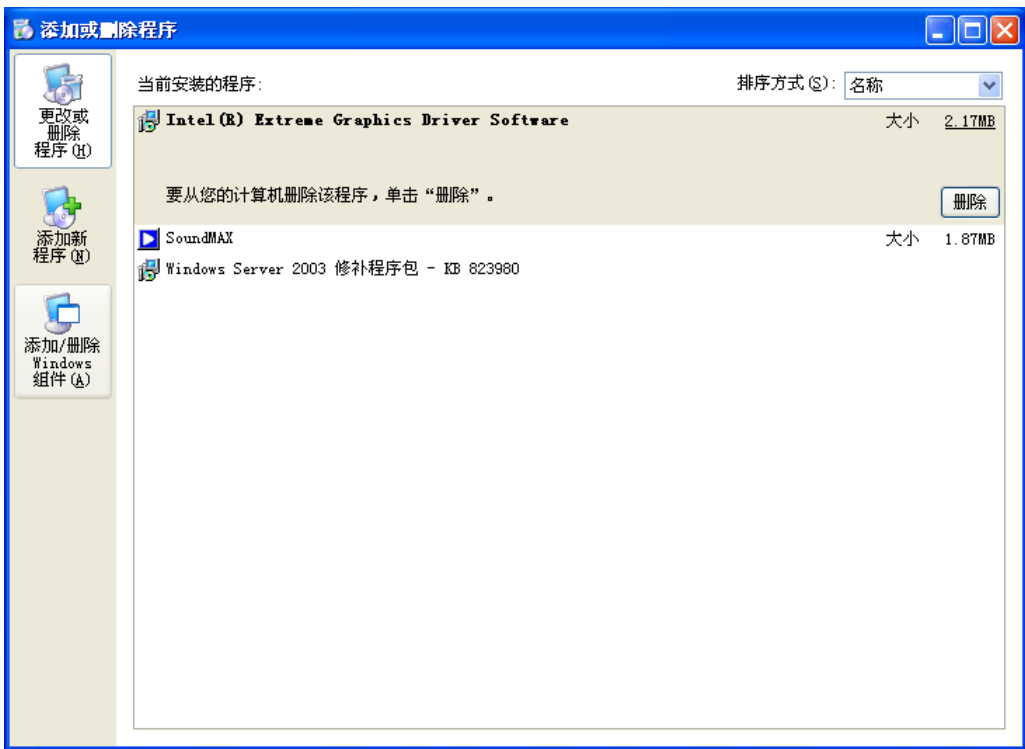 添加或删除程序
更改或
删除
程序(H)
添加新
程序(N)
添加/删除
Windows
组件(A)
当前安装的程序:
排序方式(S): 名称
Intel(R) Extreme Graphics Driver Software 大小 2.17MB
要从您的计算机删除该程序，单击“删除”。
删除
SoundMAX 大小 1.87MB
Windows Server 2003 修补程序包 - KB 823980